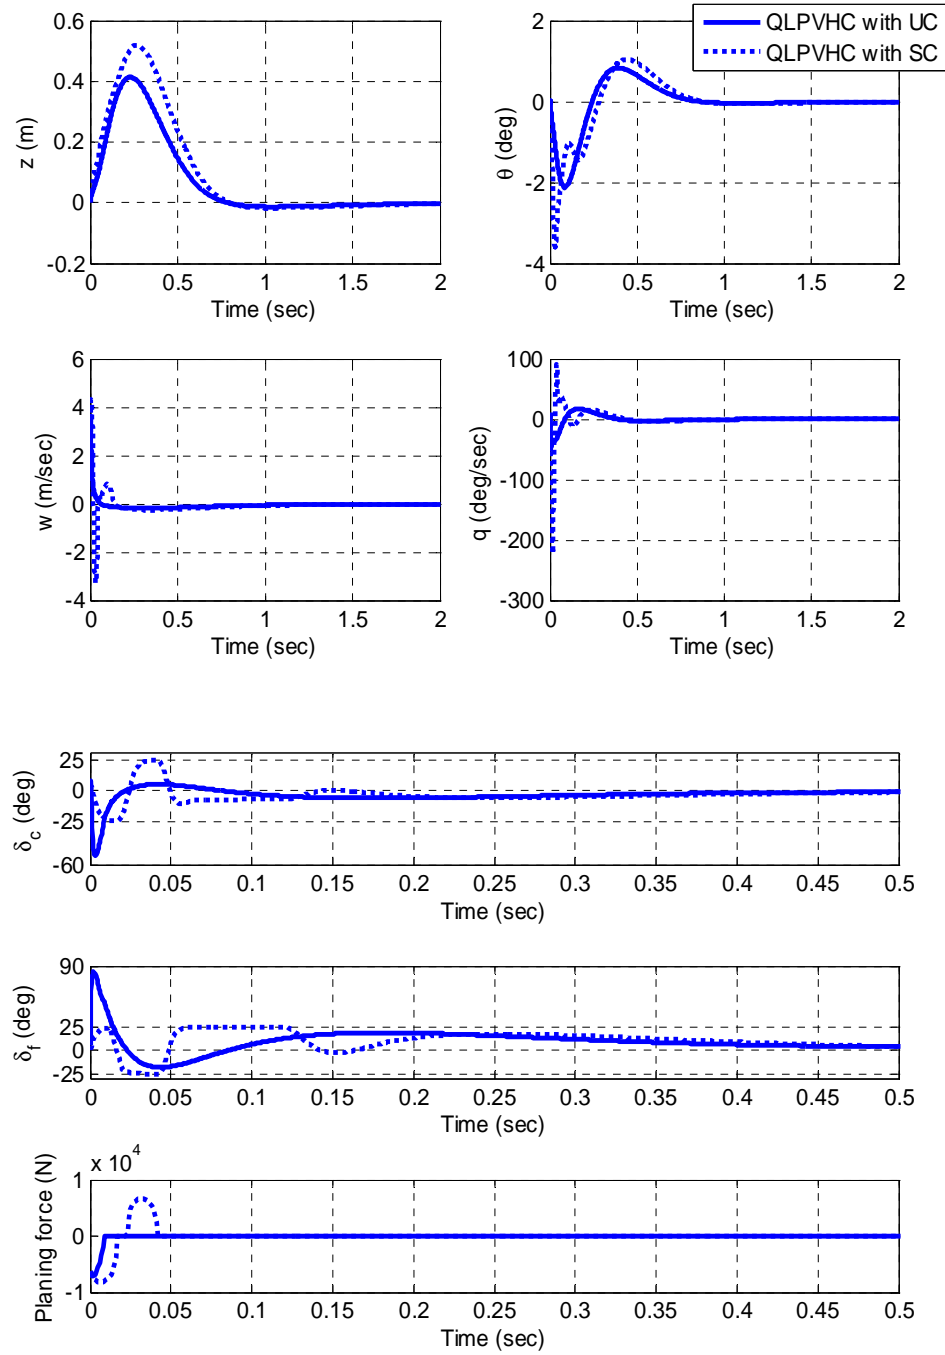 QLPVHC with UC
QLPVHC with SC
0.6
0.4
0.2
0
-0.2
z (m)
0 0.5 1 1.5 2
Time (sec)
2
0
-2
-4
θ (deg)
0 0.5 1 1.5 2
Time (sec)
6
4
2
0
-2
-4
w (m/sec)
0 0.5 1 1.5 2
Time (sec)
100
0
-100
-200
-300
q (deg/sec)
0 0.5 1 1.5 2
Time (sec)
25
0
-25
-60
δc (deg)
0 0.05 0.1 0.15 0.2 0.25 0.3 0.35 0.4 0.45 0.5
Time (sec)
90
25
0
-25
δf (deg)
0 0.05 0.1 0.15 0.2 0.25 0.3 0.35 0.4 0.45 0.5
Time (sec)
x 10^4
1
0
-1
Planing force (N)
0 0.05 0.1 0.15 0.2 0.25 0.3 0.35 0.4 0.45 0.5
Time (sec)